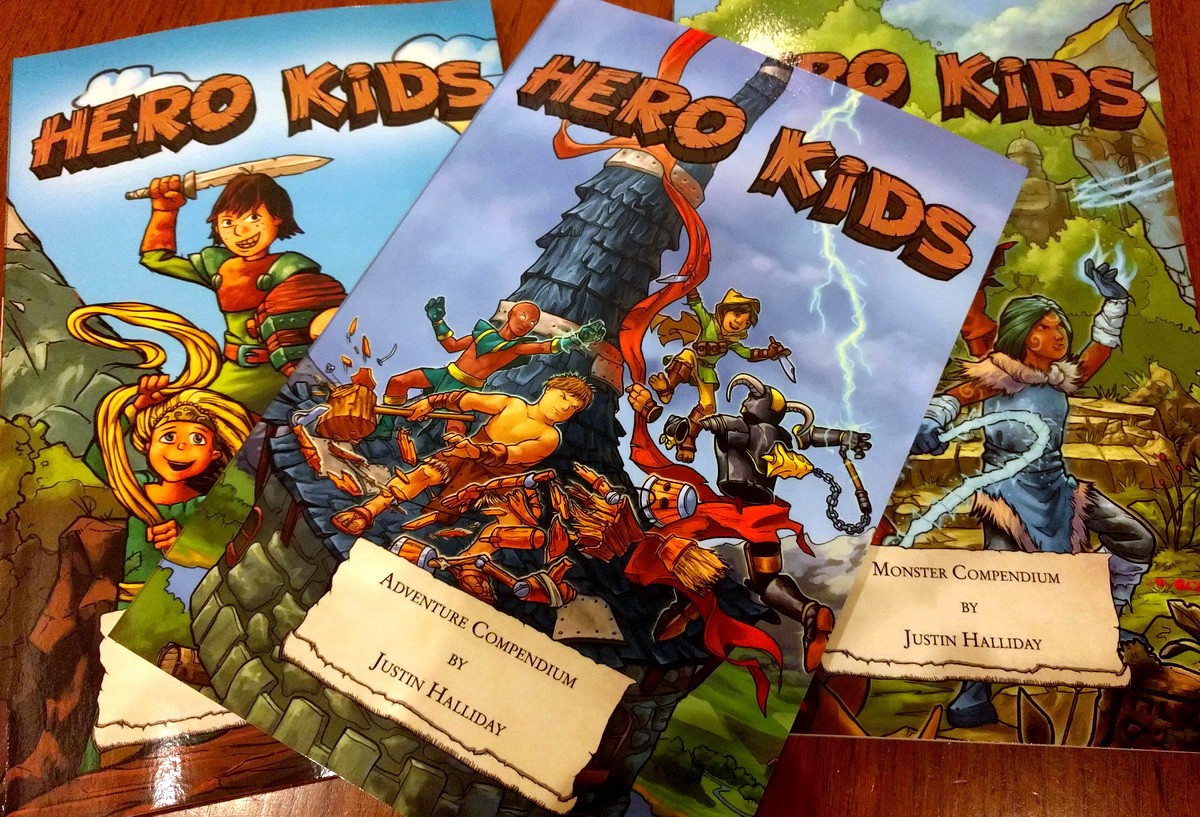 HERO KiDS
HERO KiDS
ADVENTURE COMPENDIUM
BY
JUSTIN HALLIDAY
RO KiDS
MONSTER COMPENDIUM
BY
JUSTIN HALLIDAY